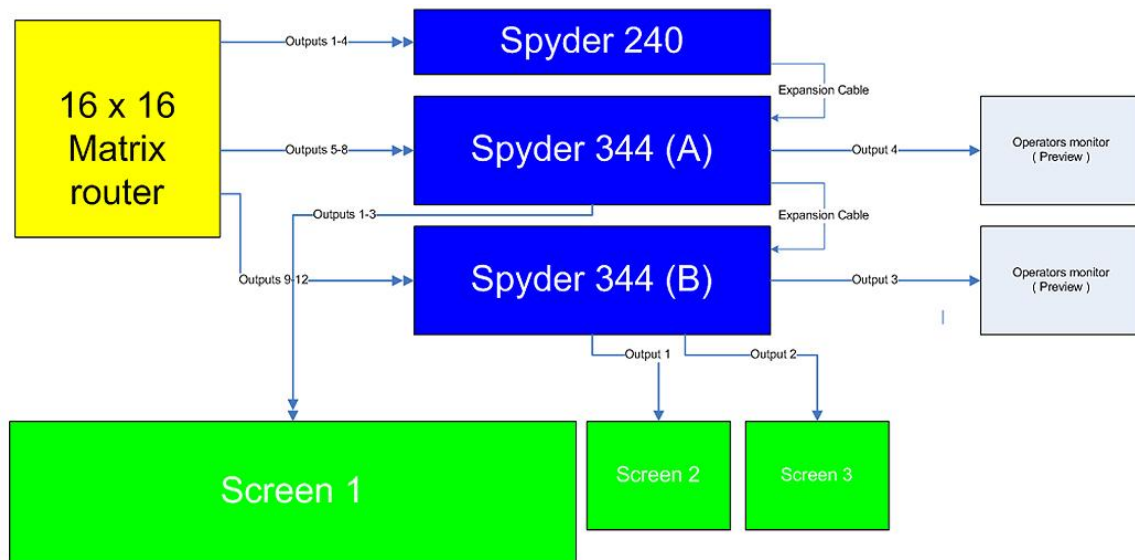 16 x 16
Matrix
router
Outputs 1-4
Spyder 240
Expansion Cable
Outputs 5-8
Spyder 344 (A)
Output 4
Operators monitor
( Preview )
Outputs 1-3
Expansion Cable
Outputs 9-12
Spyder 344 (B)
Output 3
Operators monitor
( Preview )
Output 1
Output 2
Screen 1
Screen 2
Screen 3